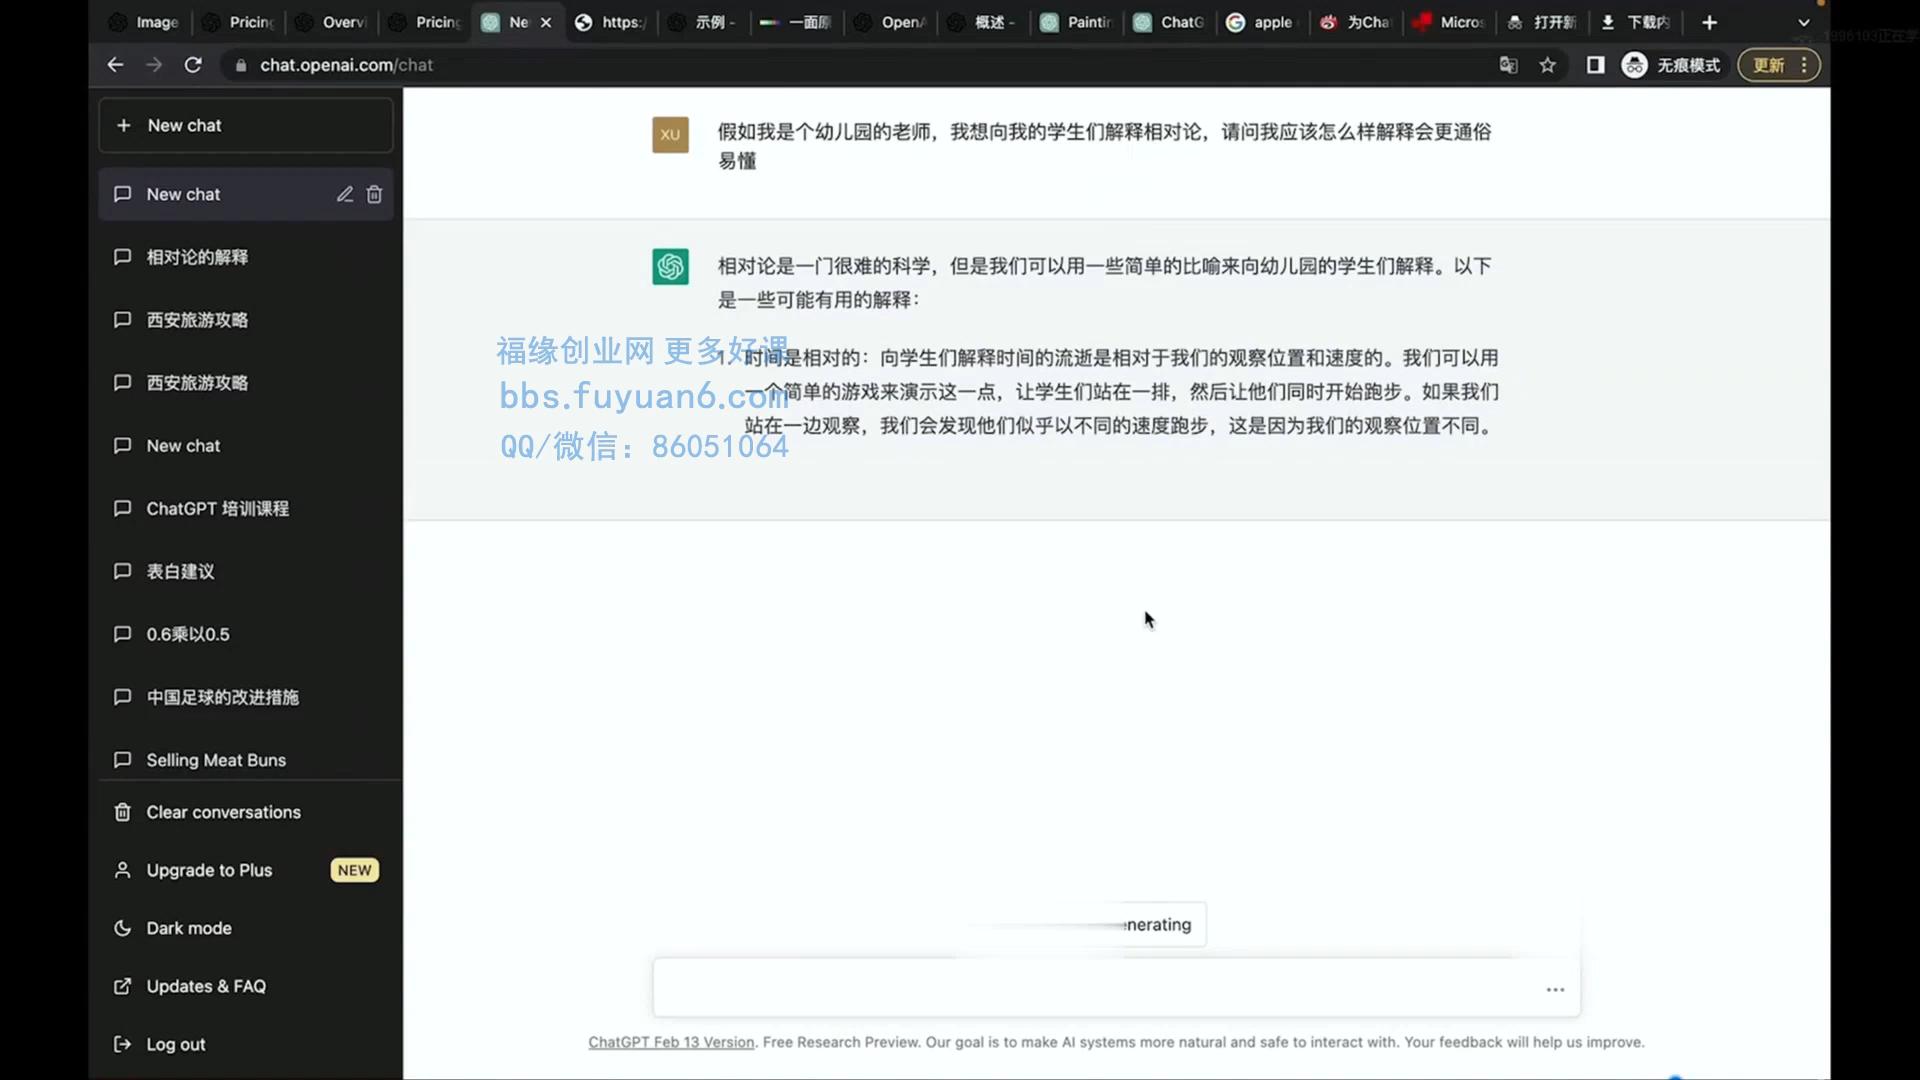 Image
Pricing
Overvi
Pricing
Ne
https:/
示例 -
一面原
OpenA
概述 -
Paintin
ChatG
apple
为Cha
Micros
打开新
下载内
chat.openai.com/chat
无痕模式
更新
New chat
New chat
相对论的解释
西安旅游攻略
西安旅游攻略
New chat
ChatGPT 培训课程
表白建议
0.6乘以0.5
中国足球的改进措施
Selling Meat Buns
Clear conversations
Upgrade to Plus
NEW
Dark mode
Updates & FAQ
Log out
XU
假如我是个幼儿园的老师，我想向我的学生们解释相对论，请问我应该怎么样解释会更通俗
易懂
相对论是一门很难的科学，但是我们可以用一些简单的比喻来向幼儿园的学生们解释。以下
是一些可能有用的解释：
1. 时间是相对的：向学生们解释时间的流逝是相对于我们的观察位置和速度的。我们可以用
一个简单的游戏来演示这一点，让学生们站在一排，然后让他们同时开始跑步。如果我们
站在一边观察，我们会发现他们似乎以不同的速度跑步，这是因为我们的观察位置不同。
福缘创业网 更多好课
bbs.fuyuan6.com
QQ/微信：86051064
enerating
ChatGPT Feb 13 Version. Free Research Preview. Our goal is to make AI systems more natural and safe to interact with. Your feedback will help us improve.